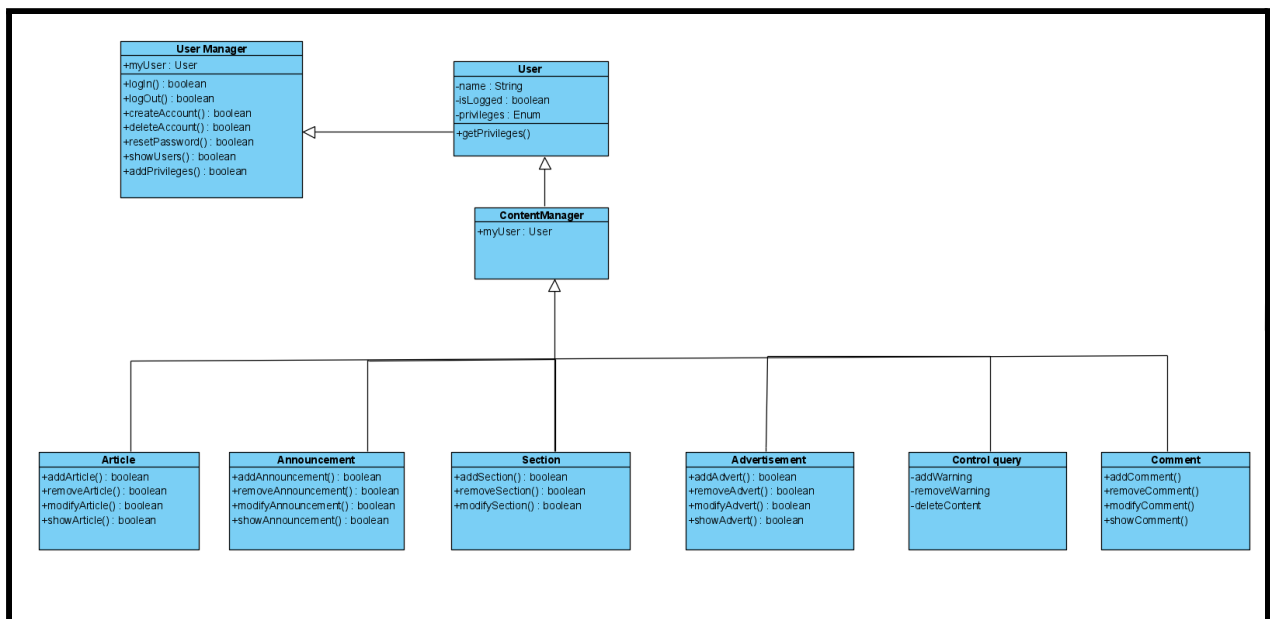 User Manager
+myUser : User
+logIn() : boolean
+logOut() : boolean
+createAccount() : boolean
+deleteAccount() : boolean
+resetPassword() : boolean
+showUsers() : boolean
+addPrivileges() : boolean
User
-name : String
-isLogged : boolean
-privileges : Enum
+getPrivileges()
ContentManager
+myUser : User
Article
+addArticle() : boolean
+removeArticle() : boolean
+modifyArticle() : boolean
+showArticle() : boolean
Announcement
+addAnnouncement() : boolean
+removeAnnouncement() : boolean
+modifyAnnouncement() : boolean
+showAnnouncement() : boolean
Section
+addSection() : boolean
+removeSection() : boolean
+modifySection() : boolean
Advertisement
+addAdvert() : boolean
+removeAdvert() : boolean
+modifyAdvert() : boolean
+showAdvert() : boolean
Control query
-addWarning
-removeWarning
-deleteContent
Comment
+addComment()
+removeComment()
+modifyComment()
+showComment()